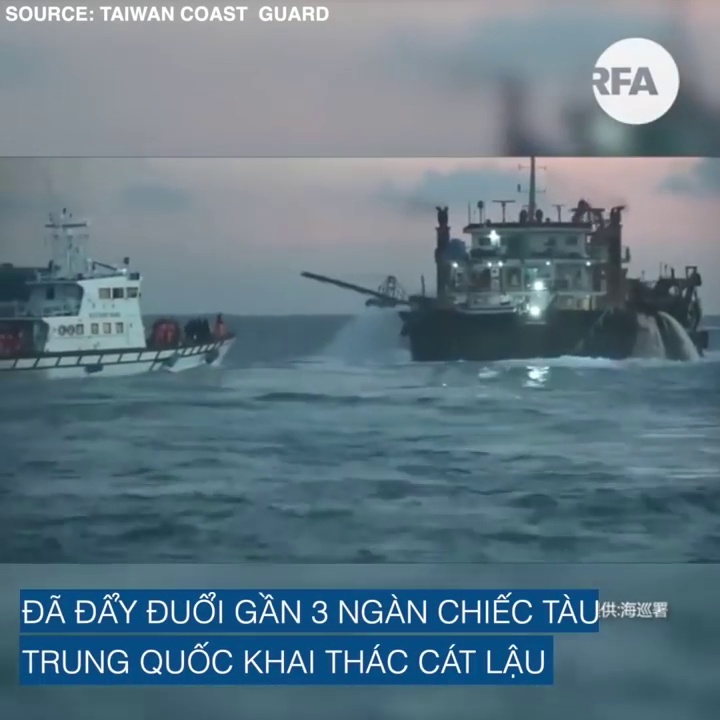 SOURCE: TAIWAN COAST GUARD
RFA
ĐÃ ĐẨY ĐUỔI GẦN 3 NGÀN CHIẾC TÀU
供:海巡署
TRUNG QUỐC KHAI THÁC CÁT LẬU